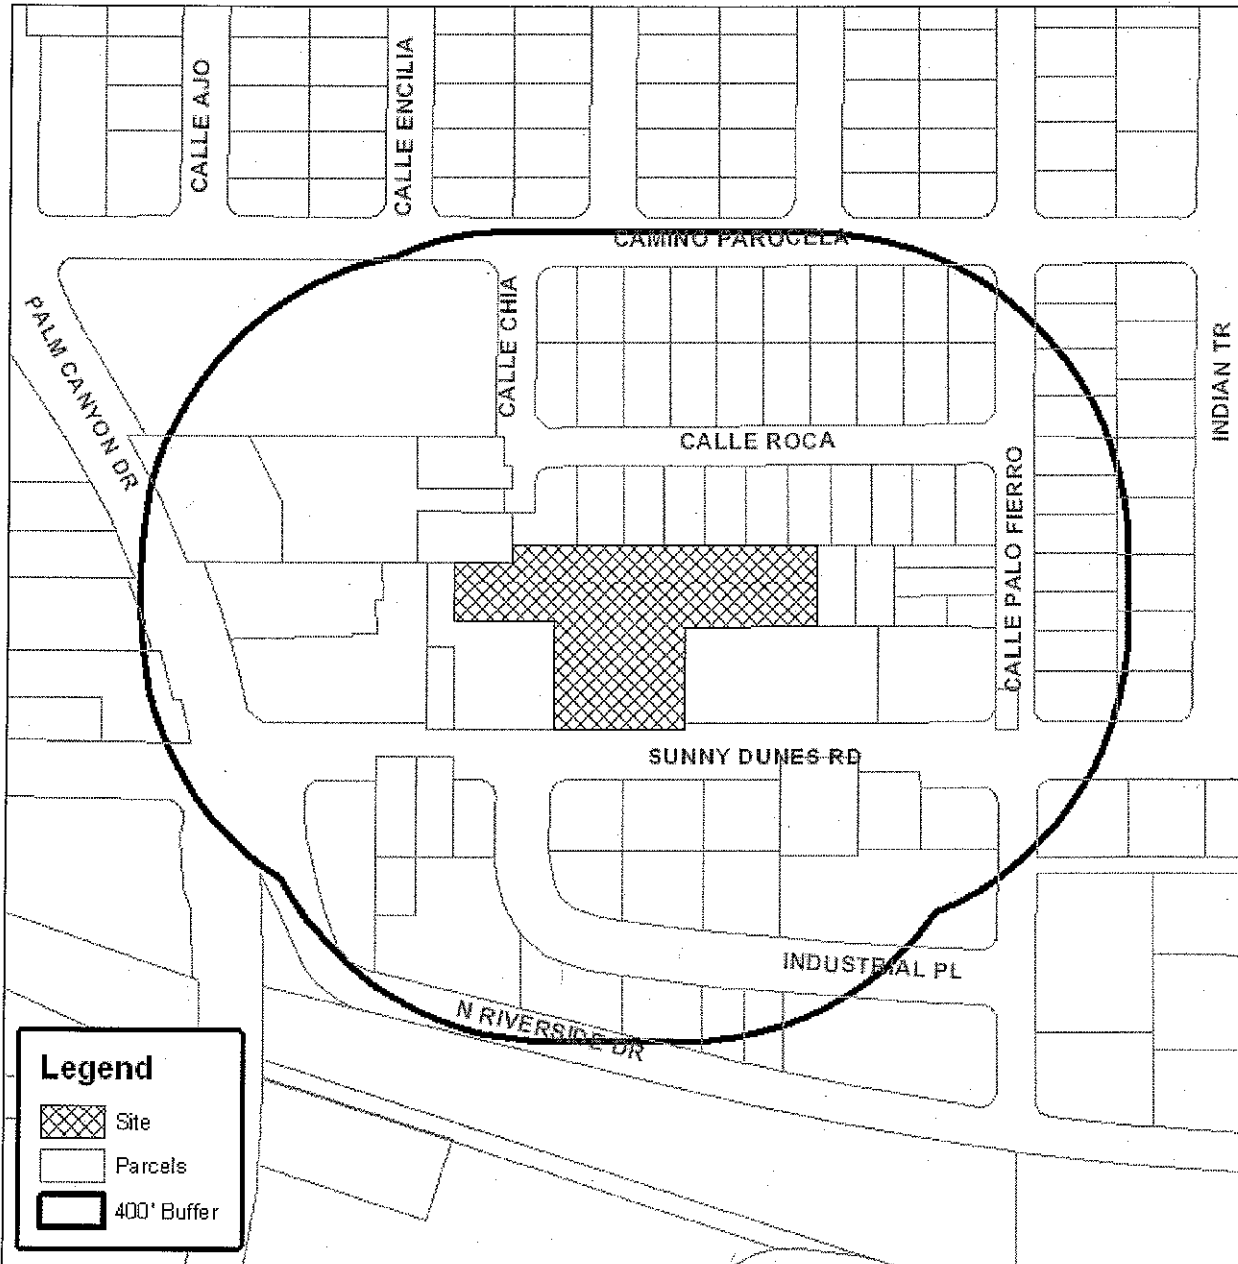 CALLE AJO
CALLE ENCILIA
CAMINO PAROCELA
PALM CANYON DR
CALLE CHIA
INDIAN TR
CALLE ROCA
CALLE PALO FIERRO
SUNNY DUNES RD
INDUSTRIAL PL
N RIVERSIDE DR
Legend
Site
Parcels
400' Buffer